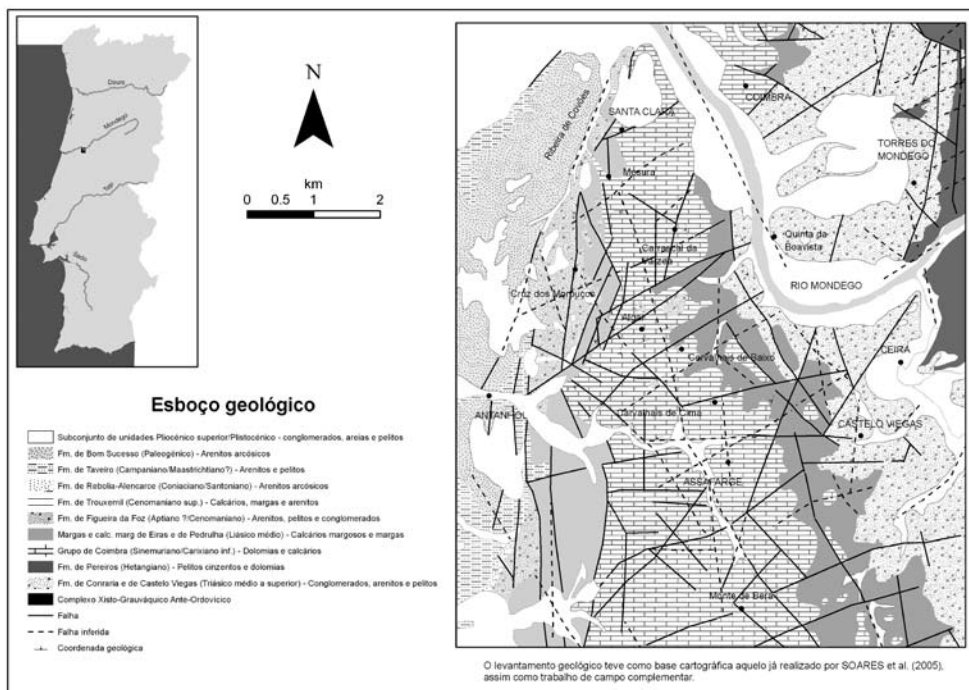 Douro
Mondego
Tejo
Sado
N
km
0 0.5 1 2
Esboço geológico
Subconjunto de unidades Pliocénico superior/Plistocénico - conglomerados, areias e pelitos
Fm. de Bom Sucesso (Paleogénico) - Arenitos arcósicos
Fm. de Taveiro (Campaniano/Maastrichtiano?) - Arenitos e pelitos
Fm. de Rebolia-Alencarce (Coniaciano/Santoniano) - Arenitos arcósicos
Fm. de Trouxemil (Cenomaniano sup.) - Calcários, margas e arenitos
Fm. de Figueira da Foz (Aptiano ?/Cenomaniano) - Arenitos, pelitos e conglomerados
Margas e calc. marg de Eiras e de Pedrulha (Liásico médio) - Calcários margosos e margas
Grupo de Coimbra (Sinemuriano/Carixiano inf.) - Dolomias e calcários
Fm. de Pereiros (Hetangiano) - Pelitos cinzentos e dolomias
Fm. de Conraria e de Castelo Viegas (Triásico médio a superior) - Conglomerados, arenitos e pelitos
Complexo Xisto-Grauváquico Ante-Ordovícico
Falha
Falha inferida
Coordenada geológica
COIMBRA
SANTA CLARA
Ribeira de Covões
TORRES DO
MONDEGO
Mesura
Quinta da
Boavista
Carrascal da
Várzea
RIO MONDEGO
Cruz dos Morouços
Alqar
CEIRA
Carvalhais de Baixo
ANTANHOL
Carvalhais de Cima
CASTELO VIEGAS
ASSAFARGE
Monte de Bera
O levantamento geológico teve como base cartográfica aquelo já realizado por SOARES et al. (2005),
assim como trabalho de campo complementar.